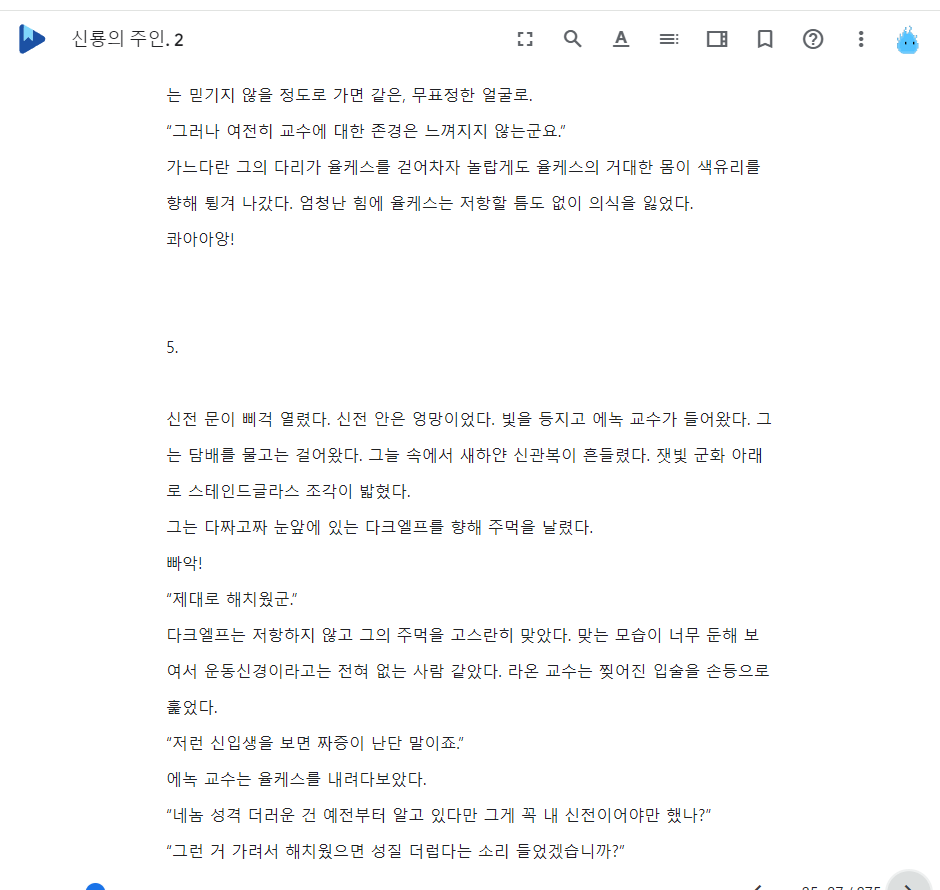 신룡의 주인. 2
는 믿기지 않을 정도로 가면 같은, 무표정한 얼굴로.
“그러나 여전히 교수에 대한 존경은 느껴지지 않는군요.”
가느다란 그의 다리가 율케스를 걷어차자 놀랍게도 율케스의 거대한 몸이 색유리를
향해 튕겨 나갔다. 엄청난 힘에 율케스는 저항할 틈도 없이 의식을 잃었다.
콰아아앙!
5.
신전 문이 삐걱 열렸다. 신전 안은 엉망이었다. 빛을 등지고 에녹 교수가 들어왔다. 그
는 담배를 물고는 걸어왔다. 그늘 속에서 새하얀 신관복이 흔들렸다. 잿빛 군화 아래
로 스테인드글라스 조각이 밟혔다.
그는 다짜고짜 눈앞에 있는 다크엘프를 향해 주먹을 날렸다.
빠악!
“제대로 해치웠군.”
다크엘프는 저항하지 않고 그의 주먹을 고스란히 맞았다. 맞는 모습이 너무 둔해 보
여서 운동신경이라고는 전혀 없는 사람 같았다. 라온 교수는 찢어진 입술을 손등으로
훑었다.
“저런 신입생을 보면 짜증이 난단 말이죠.”
에녹 교수는 율케스를 내려다보았다.
“네놈 성격 더러운 건 예전부터 알고 있다만 그게 꼭 내 신전이어야만 했나?”
“그런 거 가려서 해치웠으면 성질 더럽다는 소리 들었겠습니까?”